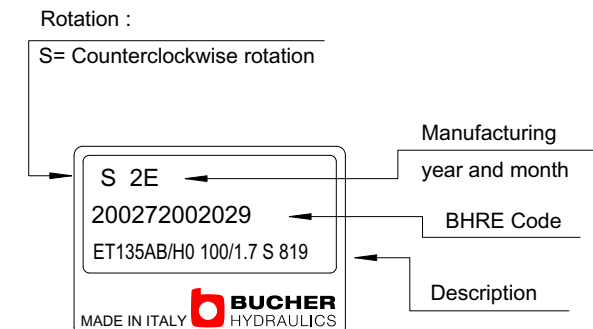 Rotation :
S= Counterclockwise rotation
Manufacturing
year and month
S 2E
200272002029
BHRE Code
ET135AB/H0 100/1.7 S 819
Description
MADE IN ITALY
BUCHER
HYDRAULICS